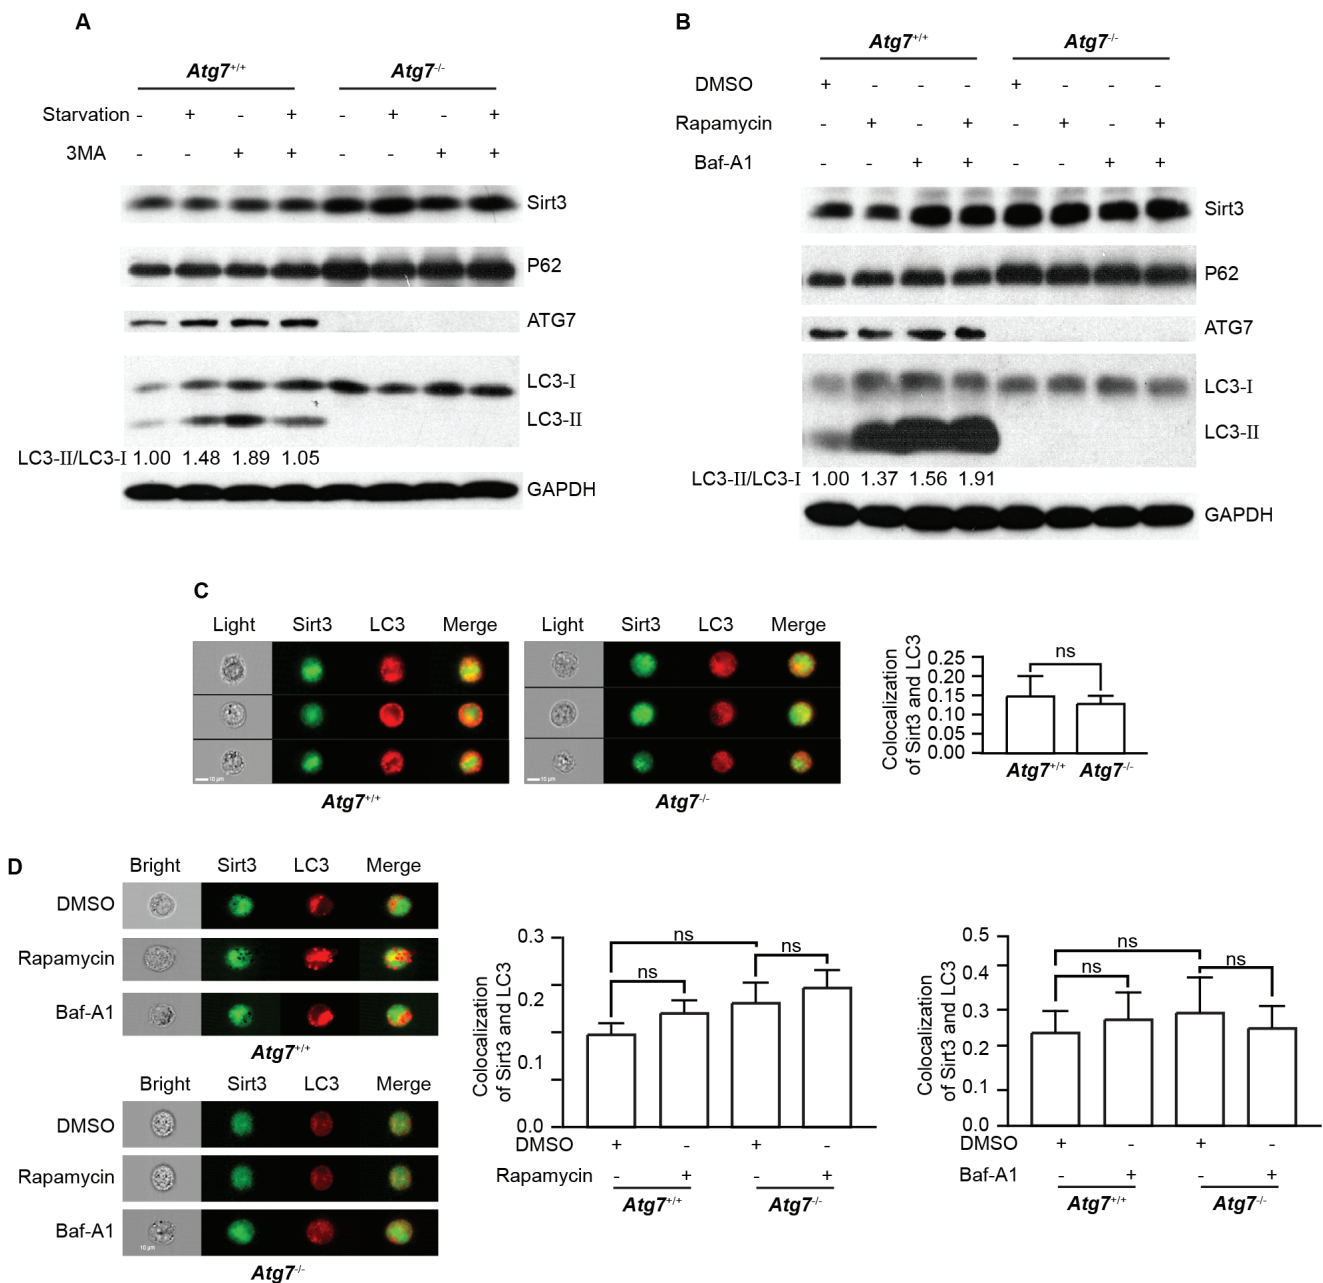 A
Atg7+/+ Atg7-/-
Starvation - + - + - + - +
3MA - - + + - - + +
Sirt3
P62
ATG7
LC3-I
LC3-II
LC3-II/LC3-I 1.00 1.48 1.89 1.05
GAPDH
B
Atg7+/+ Atg7-/-
DMSO + - - - + - - -
Rapamycin - + - + - + - +
Baf-A1 - - + + - - + +
Sirt3
P62
ATG7
LC3-I
LC3-II
LC3-II/LC3-I 1.00 1.37 1.56 1.91
GAPDH
C
Light Sirt3 LC3 Merge
10 μm
Atg7+/+
Light Sirt3 LC3 Merge
10 μm
Atg7-/-
Colocalization
of Sirt3 and LC3
0.25
0.20
0.15
0.10
0.05
0.00
ns
Atg7+/+ Atg7-/-
D
Bright Sirt3 LC3 Merge
DMSO
Rapamycin
Baf-A1
Atg7+/+
Bright Sirt3 LC3 Merge
DMSO
Rapamycin
Baf-A1
10 μm
Atg7-/-
Colocalization
of Sirt3 and LC3
0.3
0.2
0.1
0.0
ns
ns
ns
DMSO + - + -
Rapamycin - + - +
Atg7+/+ Atg7-/-
Colocalization
of Sirt3 and LC3
0.5
0.4
0.3
0.2
0.1
0.0
ns
ns
ns
DMSO + - + -
Baf-A1 - + - +
Atg7+/+ Atg7-/-